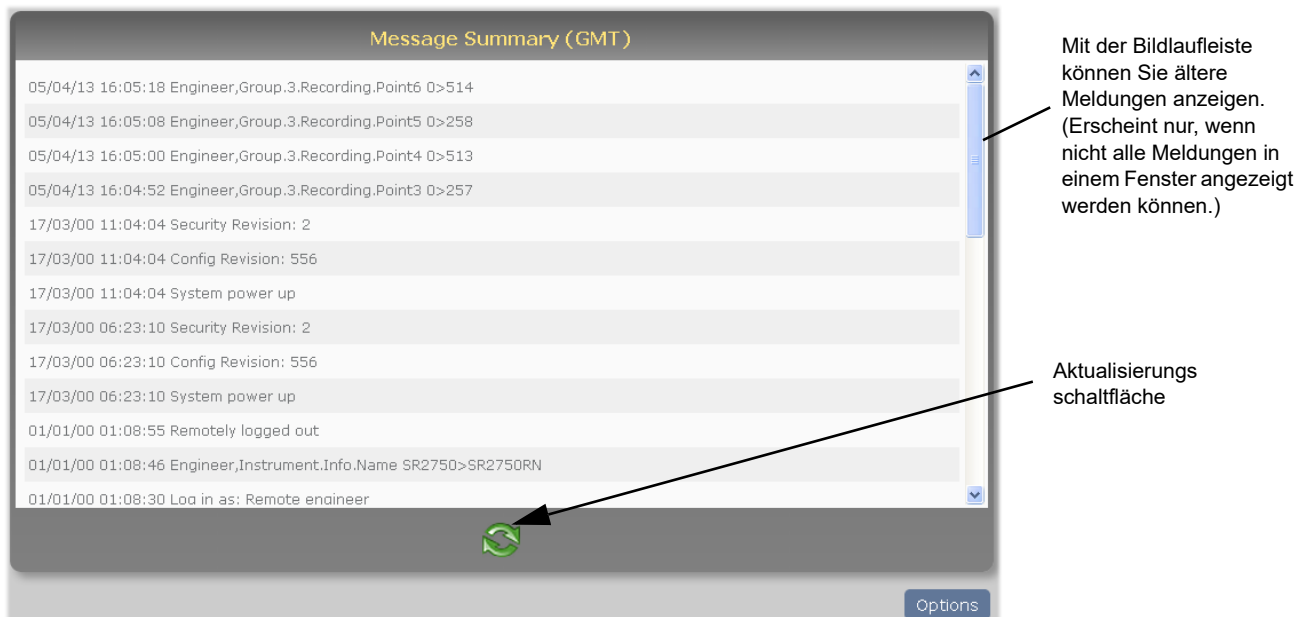 Message Summary (GMT)
05/04/13 16:05:18 Engineer,Group.3.Recording.Point6 0>514
05/04/13 16:05:08 Engineer,Group.3.Recording.Point5 0>258
05/04/13 16:05:00 Engineer,Group.3.Recording.Point4 0>513
05/04/13 16:04:52 Engineer,Group.3.Recording.Point3 0>257
17/03/00 11:04:04 Security Revision: 2
17/03/00 11:04:04 Config Revision: 556
17/03/00 11:04:04 System power up
17/03/00 06:23:10 Security Revision: 2
17/03/00 06:23:10 Config Revision: 556
17/03/00 06:23:10 System power up
01/01/00 01:08:55 Remotely logged out
01/01/00 01:08:46 Engineer,Instrument.Info.Name SR2750>SR2750RN
01/01/00 01:08:30 Log in as: Remote engineer
Options
Mit der Bildlaufleiste
können Sie ältere
Meldungen anzeigen.
(Erscheint nur, wenn
nicht alle Meldungen in
einem Fenster angezeigt
werden können.)
Aktualisierungs
schaltfläche